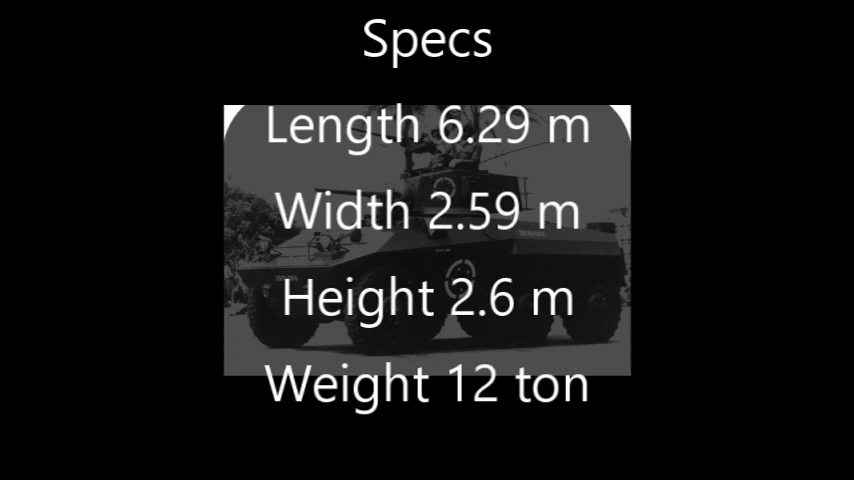 Specs
Length 6.29 m
Width 2.59 m
Height 2.6 m
Weight 12 ton